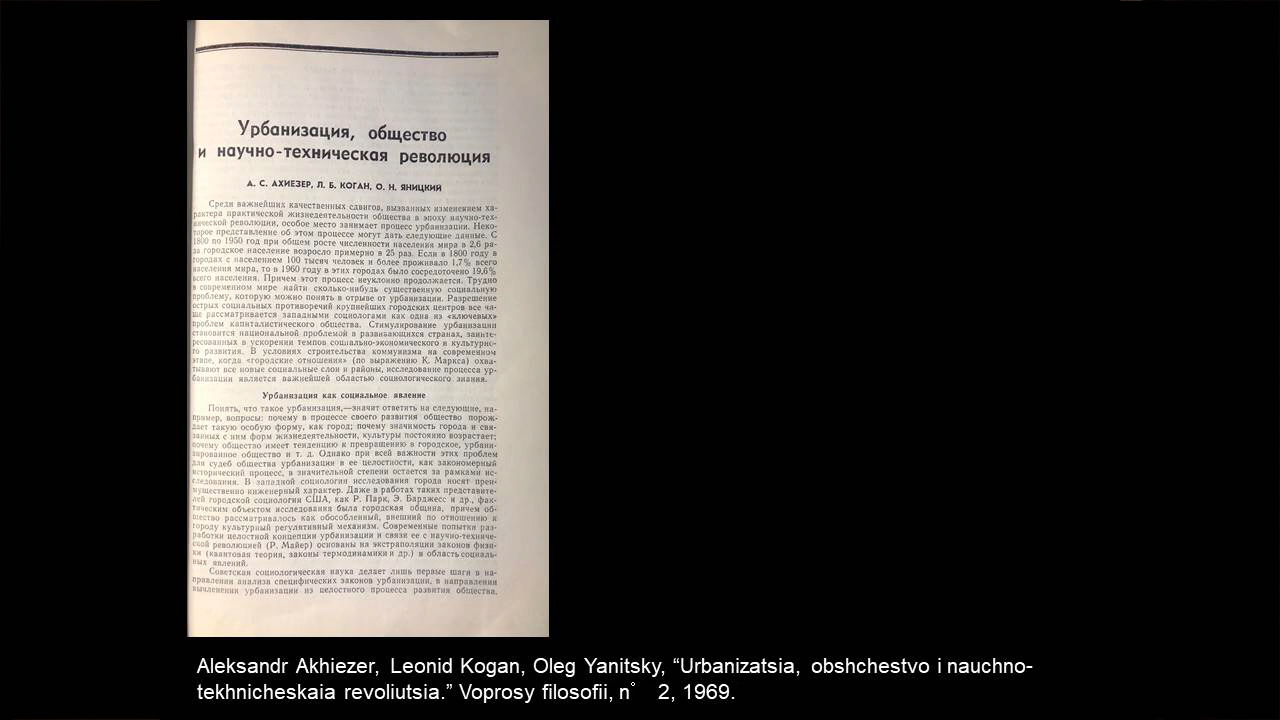 Урбанизация, общество
и научно-техническая революция
А. С. АХИЕЗЕР, Л. Б. КОГАН, О. Н. ЯНИЦКИЙ
Среди важнейших качественных сдвигов, вызванных изменением ха-
рактера практической жизнедеятельности общества в эпоху научно-тех-
нической революции, особое место занимает процесс урбанизации. Неко-
торое представление об этом процессе могут дать следующие данные. С
1800 по 1950 год при общем росте численности населения мира в 2,6 ра-
за городское население возросло примерно в 25 раз. Если в 1800 году в
городах с населением 100 тысяч человек и более проживало 1,7% всего
населения мира, то в 1960 году в этих городах было сосредоточено 19,6%
всего населения. Причем этот процесс неуклонно продолжается. Трудно
в современном мире найти сколько-нибудь существенную социальную
проблему, которую можно понять в отрыве от урбанизации. Разрешение
острых социальных противоречий крупнейших городских центров все ча-
ще рассматривается западными социологами как одна из «ключевых»
проблем капиталистического общества. Стимулирование урбанизации
становится национальной проблемой в развивающихся странах, заинте-
ресованных в ускорении темпов социально-экономического и культурно-
го развития. В условиях строительства коммунизма на современном
этапе, когда «городские отношения» (по выражению К. Маркса) охва-
тывают все новые социальные слои и районы, исследование процесса ур-
банизации является важнейшей областью социологического знания.
Урбанизация как социальное явление
Понять, что такое урбанизация,—значит ответить на следующие, на-
пример, вопросы: почему в процессе своего развития общество порож-
дает такую особую форму, как город; почему значимость города и свя-
занных с ним форм жизнедеятельности, культуры постоянно возрастает;
почему общество имеет тенденцию к превращению в городское, урбани-
зированное общество и т. д. Однако при всей важности этих проблем
для судеб общества урбанизация в ее целостности, как закономерный
исторический процесс, в значительной степени остается за рамками ис-
следования. В западной социологии исследования города носят преи-
мущественно инженерный характер. Даже в работах таких представите-
лей городской социологии США, как Р. Парк, Э. Барджесс и др., фак-
тическим объектом исследования была городская община, причем об-
щество рассматривалось как обособленный, внешний по отношению к
городу культурный регулятивный механизм. Современные попытки раз-
работки целостной концепции урбанизации и связи ее с научно-техниче-
ской революцией (Р. Майер) основаны на экстраполяции законов физи-
ки (квантовая теория, законы термодинамики и др.) в область социаль-
ных явлений.
Советская социологическая наука делает лишь первые шаги в на-
правлении анализа специфических законов урбанизации, в направлении
вычленения урбанизации из целостного процесса развития общества.
Aleksandr Akhiezer, Leonid Kogan, Oleg Yanitsky, “Urbanizatsia, obshchestvo i nauchno-
tekhnicheskaia revoliutsia.” Voprosy filosofii, n° 2, 1969.